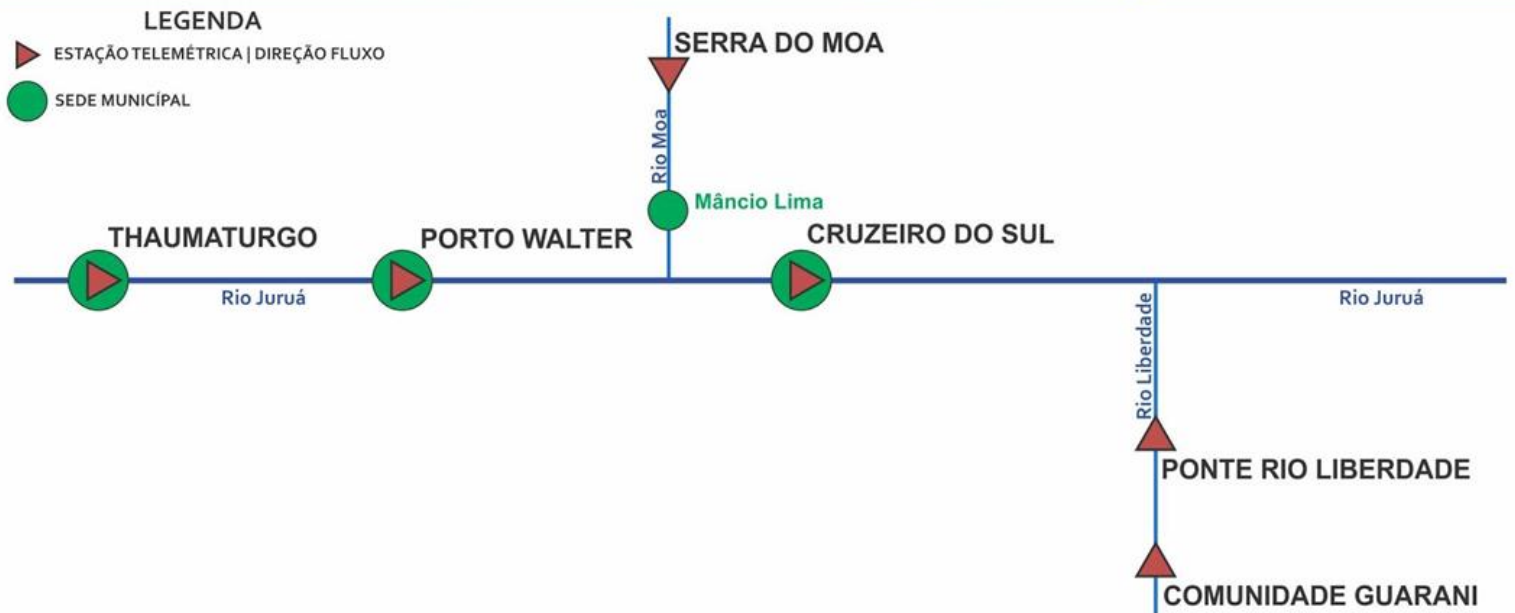 LEGENDA
ESTAÇÃO TELEMÉTRICA | DIREÇÃO FLUXO
SEDE MUNICÍPAL
SERRA DO MOA
Rio Moa
Mâncio Lima
THAUMATURGO
PORTO WALTER
CRUZEIRO DO SUL
Rio Juruá
Rio Juruá
Rio Liberdade
PONTE RIO LIBERDADE
COMUNIDADE GUARANI